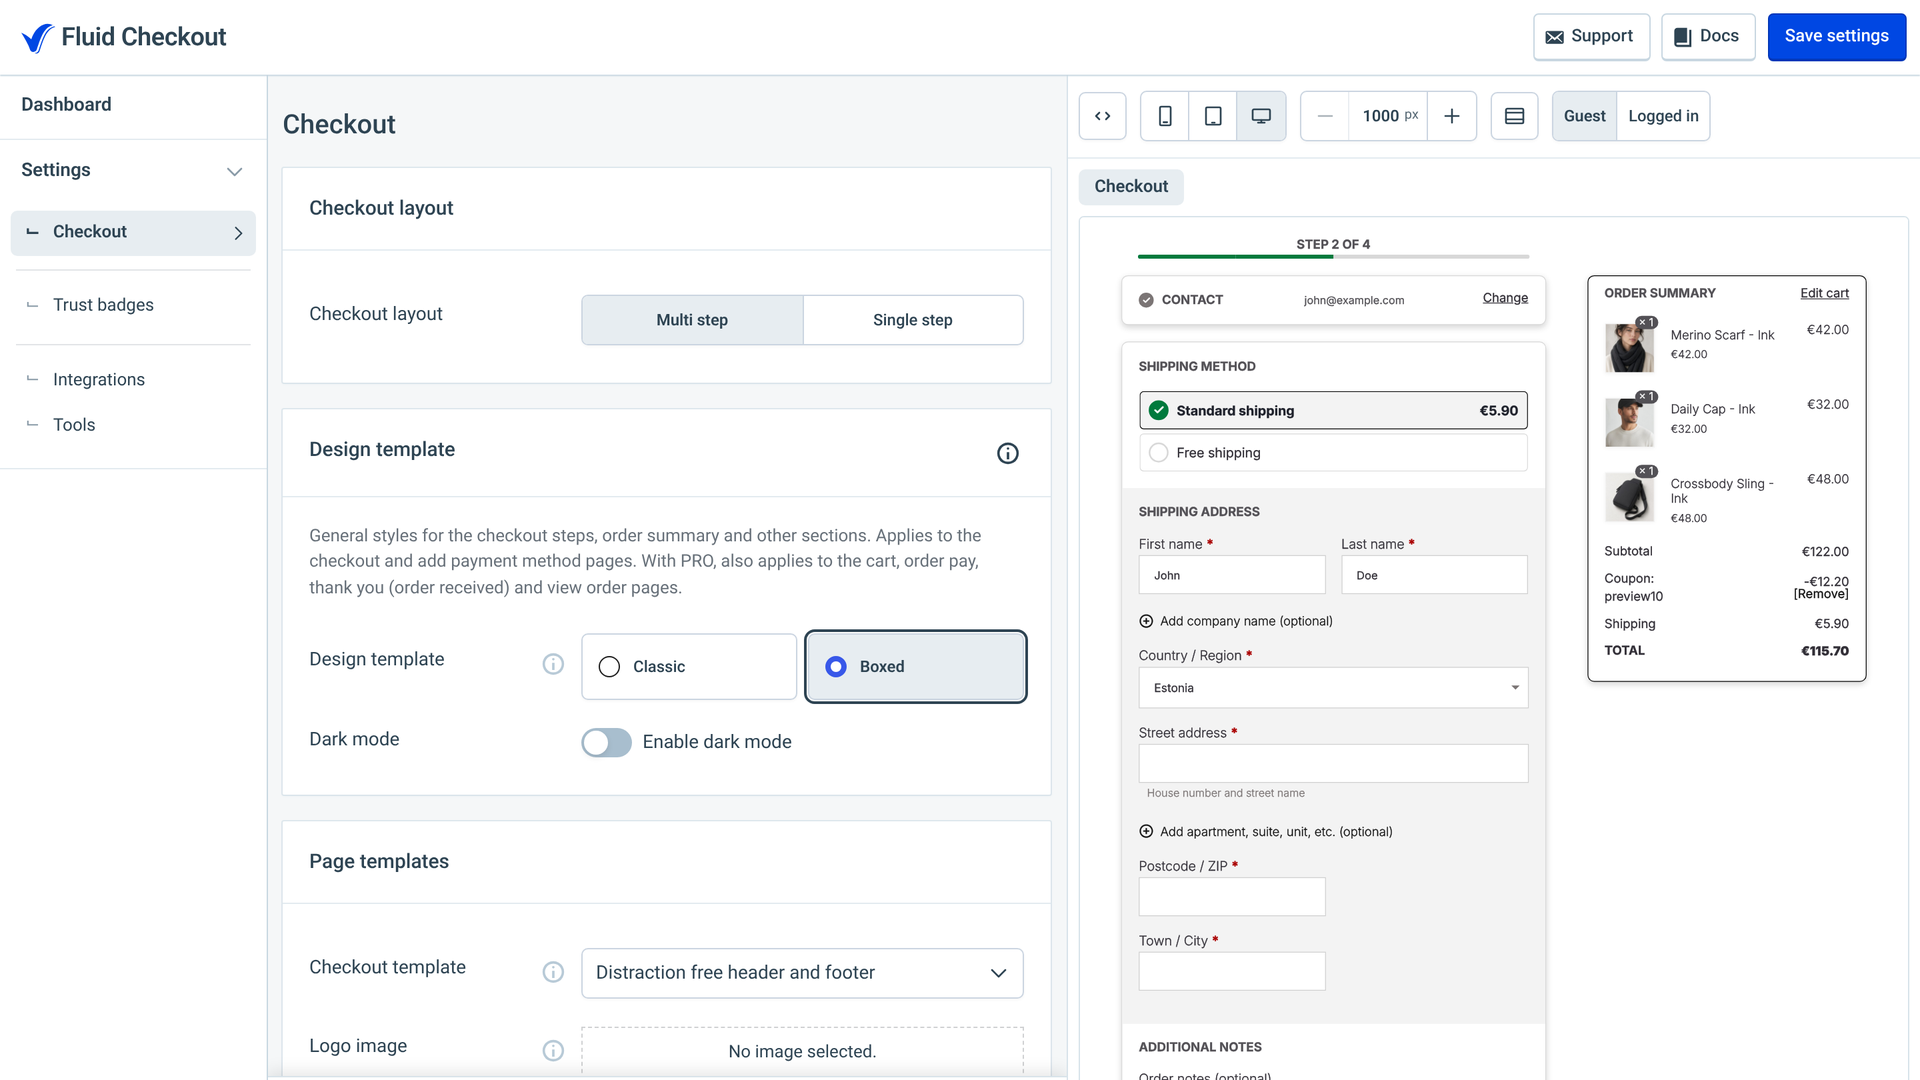 Fluid Checkout
Support
Docs
Save settings
Dashboard
Settings
Checkout
Trust badges
Integrations
Tools
Checkout
Checkout layout
Checkout layout
Multi step
Single step
Design template
General styles for the checkout steps, order summary and other sections. Applies to the
checkout and add payment method pages. With PRO, also applies to the cart, order pay,
thank you (order received) and view order pages.
Design template
Classic
Boxed
Dark mode
Enable dark mode
Page templates
Checkout template
Distraction free header and footer
Logo image
No image selected.
1000 px
Guest
Logged in
Checkout
STEP 2 OF 4
CONTACT
john@example.com
Change
SHIPPING METHOD
Standard shipping
€5.90
Free shipping
SHIPPING ADDRESS
First name *
Last name *
John
Doe
Add company name (optional)
Country / Region *
Estonia
Street address *
House number and street name
Add apartment, suite, unit, etc. (optional)
Postcode / ZIP *
Town / City *
ADDITIONAL NOTES
Order notes (optional)
ORDER SUMMARY
Edit cart
× 1
Merino Scarf - Ink
€42.00
€42.00
× 1
Daily Cap - Ink
€32.00
€32.00
× 1
Crossbody Sling -
Ink
€48.00
€48.00
Subtotal
€122.00
Coupon:
preview10
-€12.20
[Remove]
Shipping
€5.90
TOTAL
€115.70